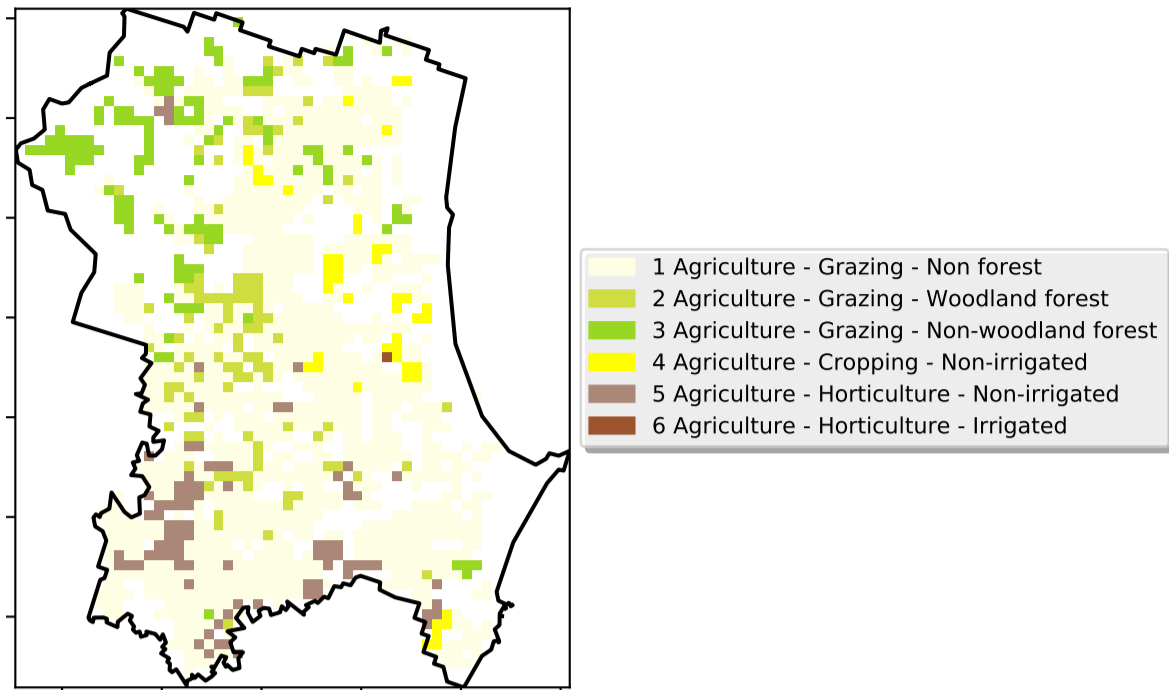 1 Agriculture - Grazing - Non forest
2 Agriculture - Grazing - Woodland forest
3 Agriculture - Grazing - Non-woodland forest
4 Agriculture - Cropping - Non-irrigated
5 Agriculture - Horticulture - Non-irrigated
6 Agriculture - Horticulture - Irrigated